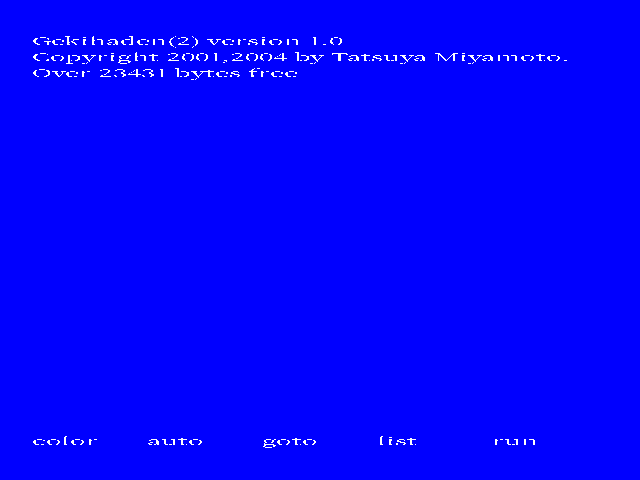 Gekihaden(2) version 1.0
Copyright 2001,2004 by Tatsuya Miyamoto.
Over 23431 bytes free
color auto goto list run